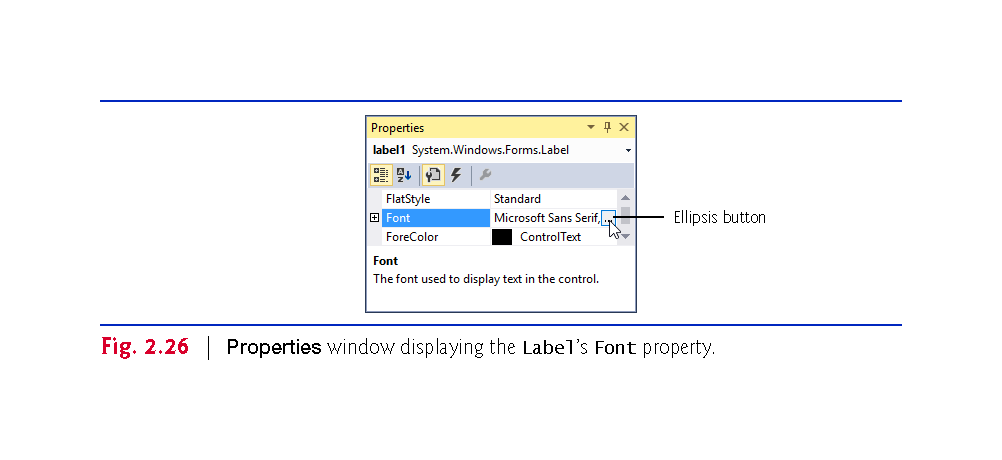 Properties
label1 System.Windows.Forms.Label
FlatStyle Standard
Font Microsoft Sans Serif, ...
Ellipsis button
ForeColor ControlText
Font
The font used to display text in the control.
Fig. 2.26 | Properties window displaying the Label's Font property.